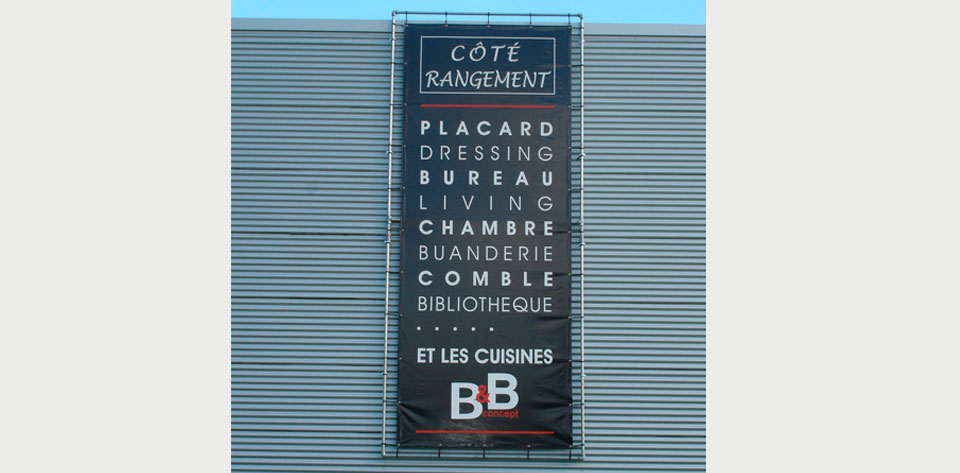 CÔTÉ
RANGEMENT
PLACARD
DRESSING
BUREAU
LIVING
CHAMBRE
BUANDERIE
COMBLE
BIBLIOTHEQUE
.....
ET LES CUISINES
B&B
concept